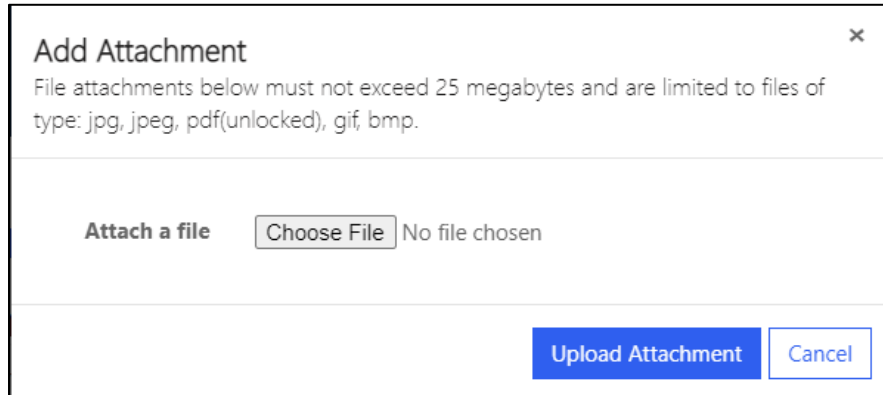 Add Attachment
×
File attachments below must not exceed 25 megabytes and are limited to files of
type: jpg, jpeg, pdf(unlocked), gif, bmp.
Attach a file Choose File No file chosen
Upload Attachment Cancel